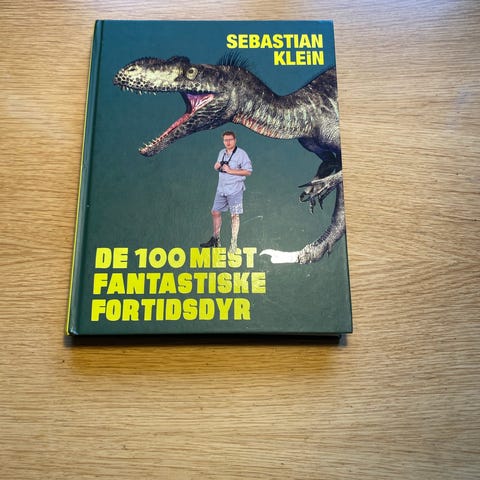 SEBASTIAN
KLEiN
DE 100 MEST
FANTASTISKE
FORTIDSDYR